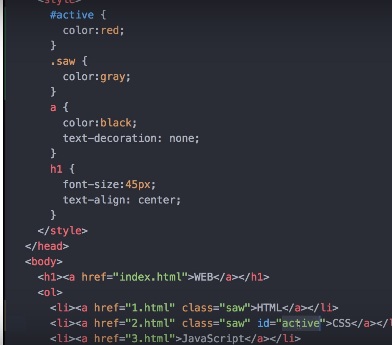 <style>
#active {
color:red;
}
.saw {
color:gray;
}
a {
color:black;
text-decoration: none;
}
h1 {
font-size:45px;
text-align: center;
}
</style>
</head>
<body>
<h1><a href="index.html">WEB</a></h1>
<ol>
<li><a href="1.html" class="saw">HTML</a></li>
<li><a href="2.html" class="saw" id="active">CSS</a></
<li><a href="3.html">JavaScript</a></li>